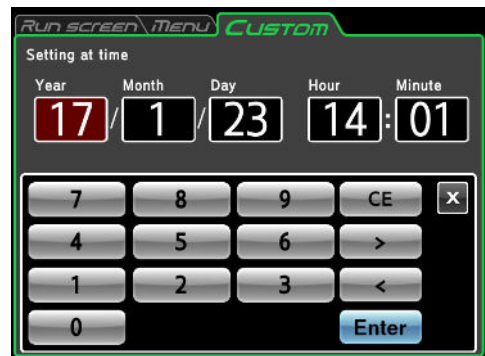 Run screen Menu Custom
Setting at time
Year Month Day Hour Minute
17 / 1 / 23 14 : 01
7 8 9 CE X
4 5 6 >
1 2 3 <
0 Enter